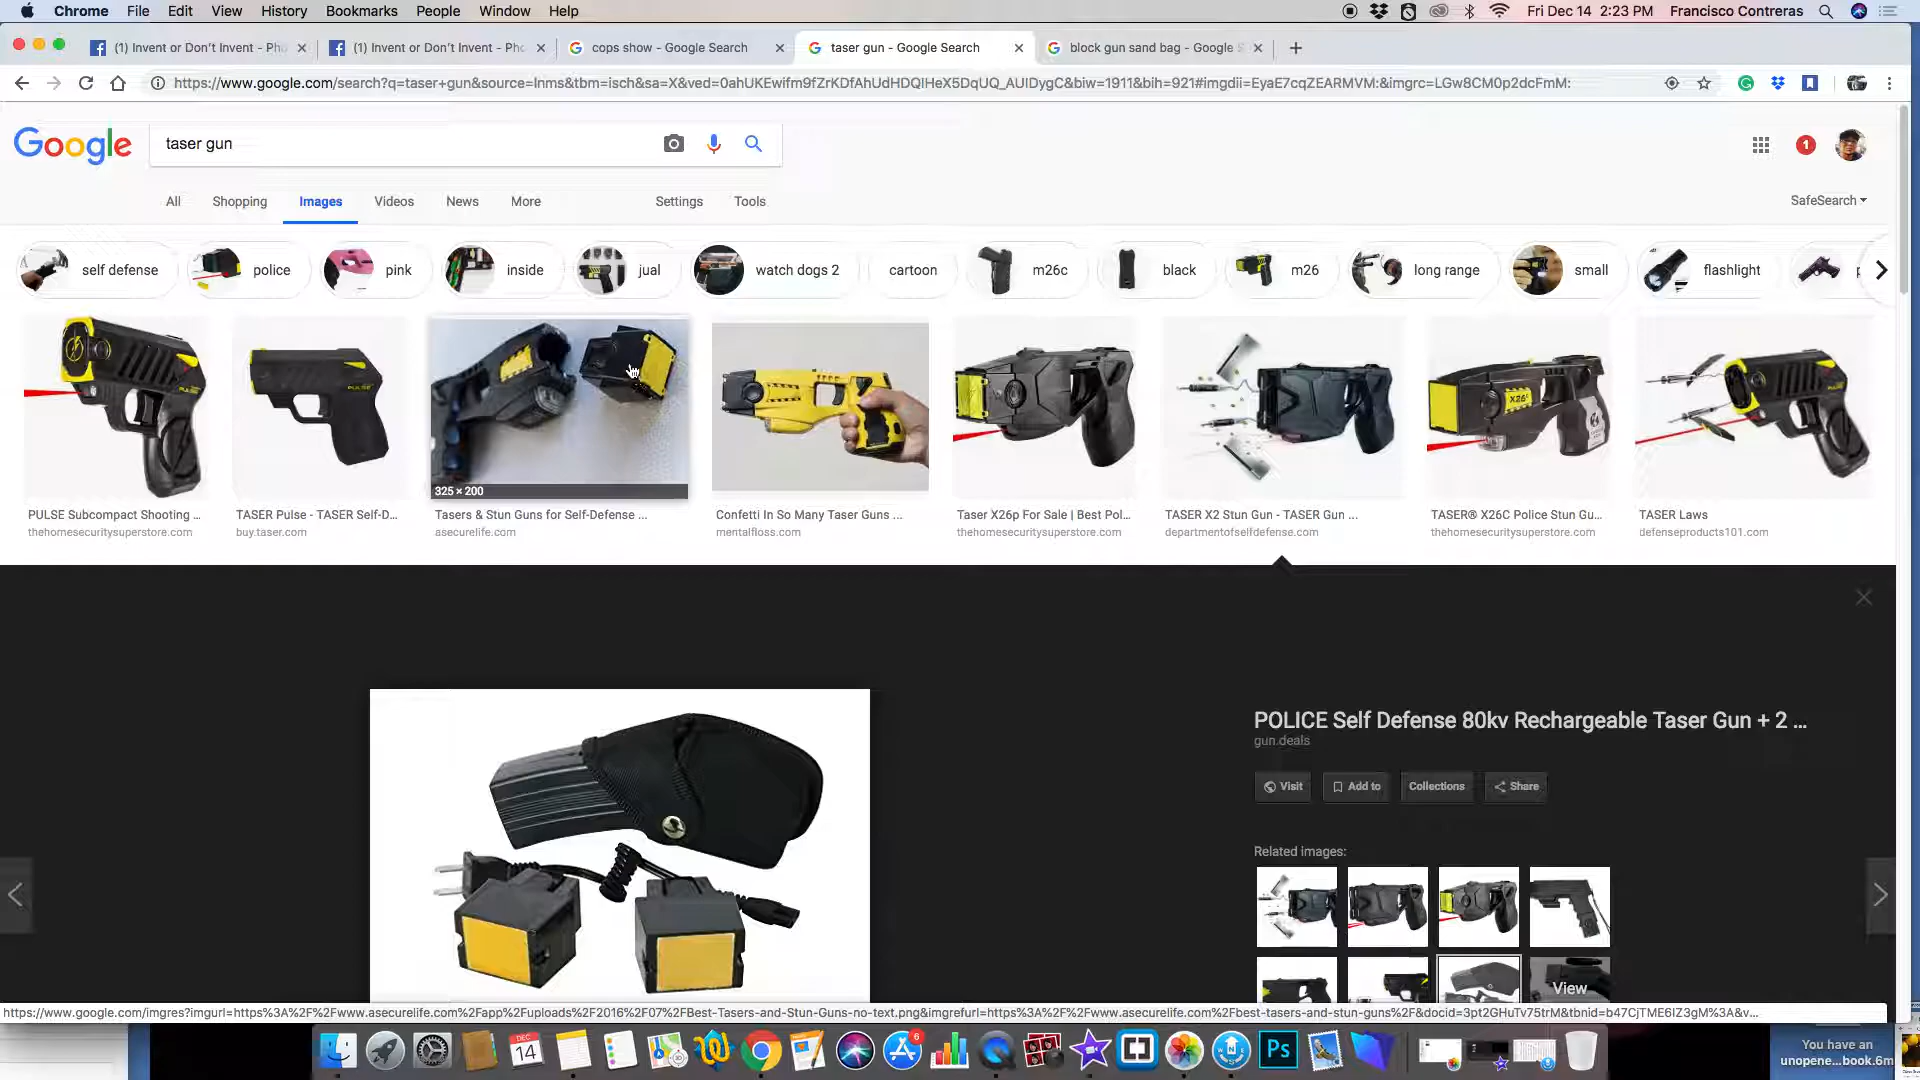 Chrome File Edit View History Bookmarks People Window Help Fri Dec 14 2:23 PM Francisco Contreras
(1) Invent or Don't Invent - Pho
(1) Invent or Don't Invent - Pho
cops show - Google Search
taser gun - Google Search
block gun sand bag - Google S
https://www.google.com/search?q=taser+gun&source=lnms&tbm=isch&sa=X&ved=0ahUKEwifm9fZrKDfAhUdHDQIHeX5DqUQ_AUIDygC&biw=1911&bih=921#imgdii=EyaE7cqZEARMVM:&imgrc=LGw8CM0p2dcFmM:
Google
taser gun
1
All Shopping Images Videos News More Settings Tools
SafeSearch
self defense police pink inside jual watch dogs 2 cartoon m26c black m26 long range small flashlight
325 × 200
PULSE Subcompact Shooting ...
thehomesecuritysuperstore.com
TASER Pulse - TASER Self-D...
buy.taser.com
Tasers & Stun Guns for Self-Defense ...
asecurelife.com
Confetti In So Many Taser Guns ...
mentalfloss.com
Taser X26p For Sale | Best Pol...
thehomesecuritysuperstore.com
TASER X2 Stun Gun - TASER Gun ...
departmentofselfdefense.com
TASER® X26C Police Stun Gu...
thehomesecuritysuperstore.com
TASER Laws
defenseproducts101.com
POLICE Self Defense 80kv Rechargeable Taser Gun + 2 ...
gun.deals
Visit Add to Collections Share
Related images:
View
https://www.google.com/imgres?imgurl=https%3A%2F%2Fwww.asecurelife.com%2Fapp%2Fuploads%2F2016%2F07%2FBest-Tasers-and-Stun-Guns-no-text.png&imgrefurl=https%3A%2F%2Fwww.asecurelife.com%2Fbest-tasers-and-stun-guns%2F&docid=3pt2GHuTv75trM&tbnid=b47CjTME6IZ3gM%3A&v...
DEC
14
6
Ps
You have an
unopene...book.6m